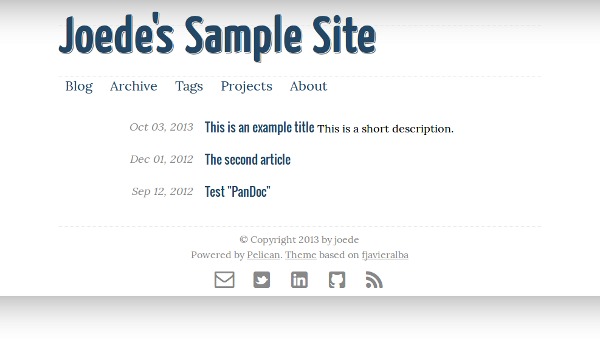 Joede's Sample Site
Blog Archive Tags Projects About
Oct 03, 2013 This is an example title This is a short description.
Dec 01, 2012 The second article
Sep 12, 2012 Test "PanDoc"
© Copyright 2013 by joede
Powered by Pelican. Theme based on fjavieralba